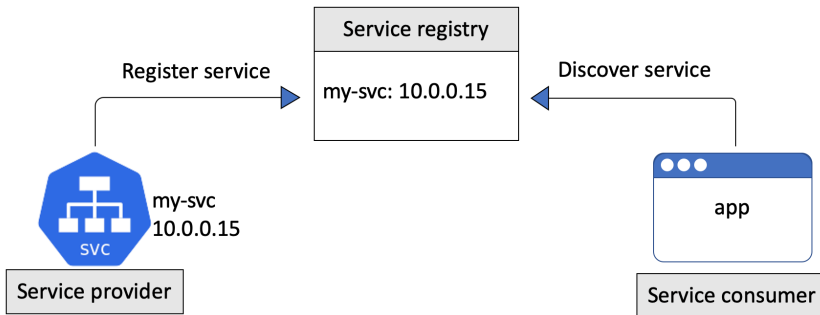 Service registry
Register service
Discover service
my-svc: 10.0.0.15
my-svc
10.0.0.15
svc
app
Service provider
Service consumer